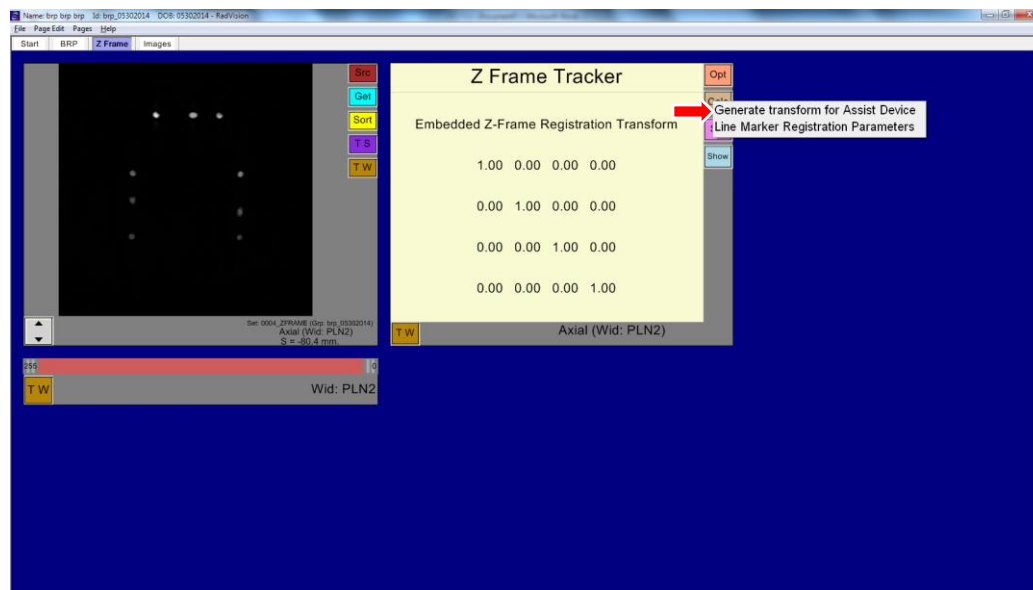 Name: brp brp brp Id: brp_05302014 DOB: 05302014 - RadVision
File PageEdit Pages Help
Start BRP Z Frame Images
Src
Get
Sort
T S
T W
Set: 0004_ZFRAME (Grp: brp_05302014)
Axial (Wid: PLN2)
S = -80.4 mm.
255 0
T W Wid: PLN2
Z Frame Tracker
Embedded Z-Frame Registration Transform
1.00 0.00 0.00 0.00
0.00 1.00 0.00 0.00
0.00 0.00 1.00 0.00
0.00 0.00 0.00 1.00
T W Axial (Wid: PLN2)
Opt
Generate transform for Assist Device
Line Marker Registration Parameters
Show